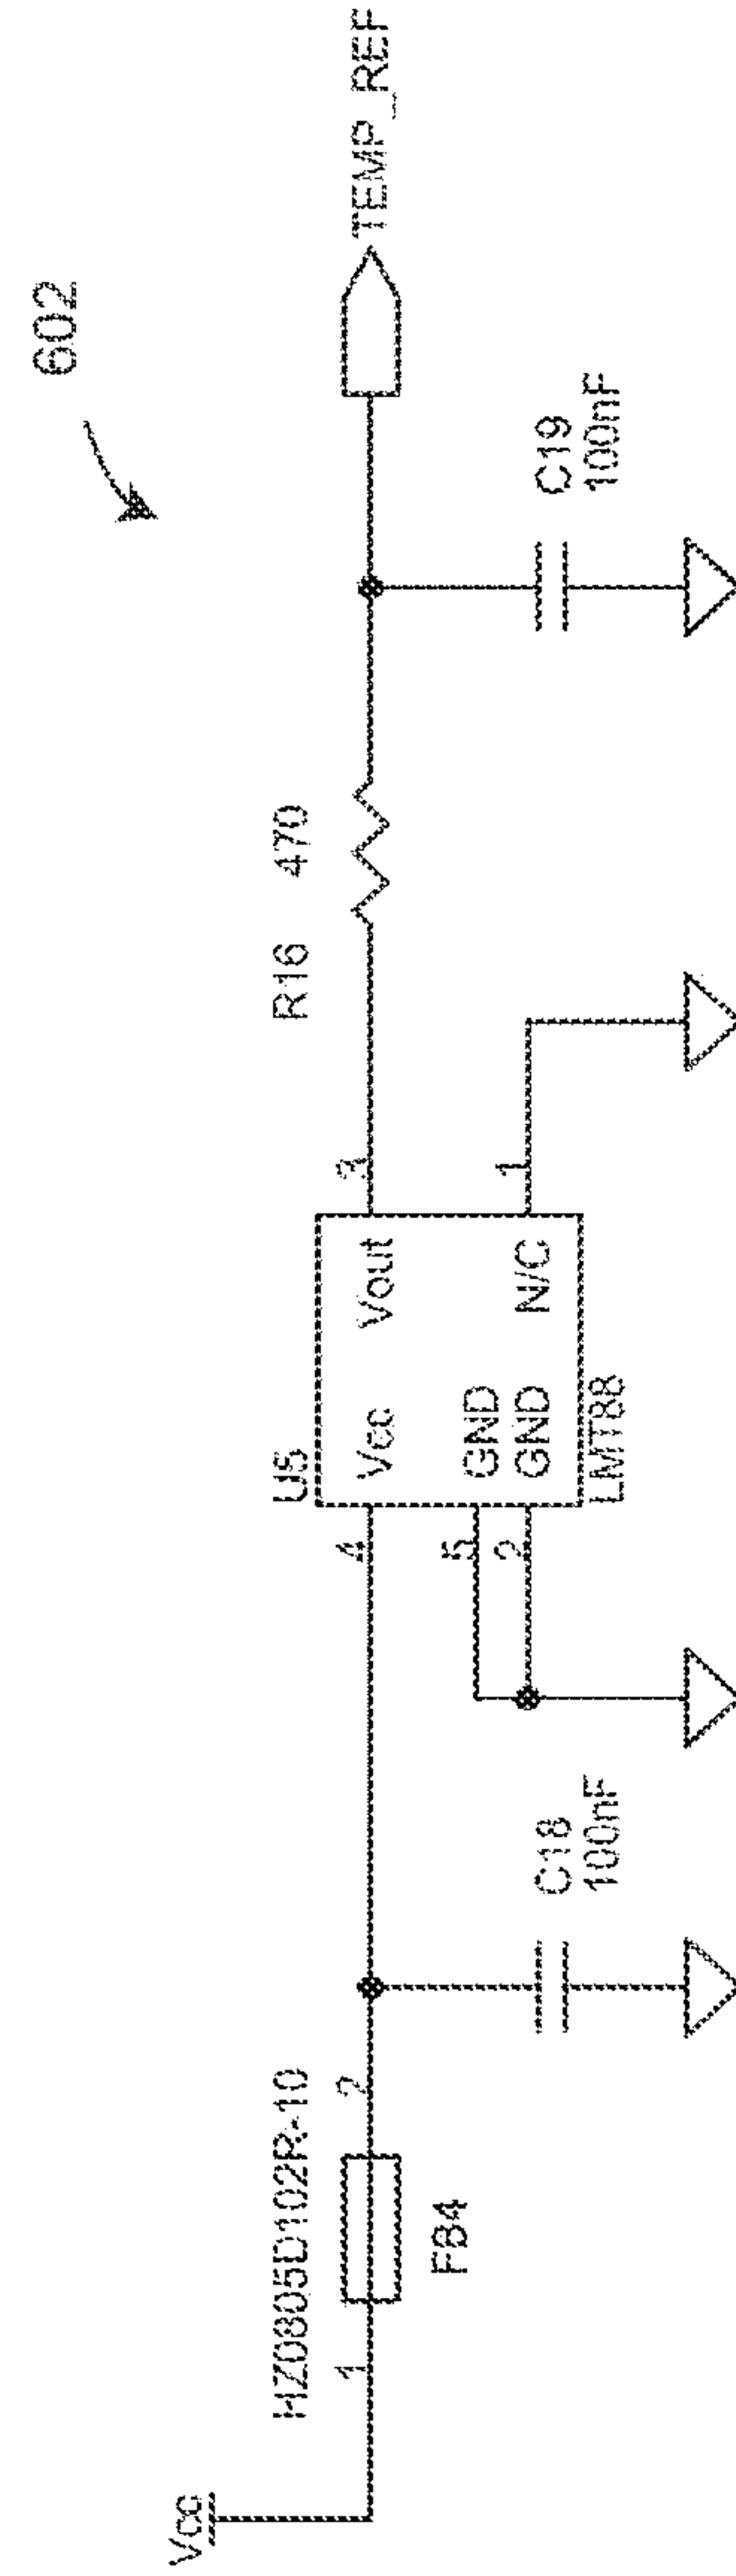 602
Vcc
HZ0805D102R-10
1
2
FB4
C18
100nF
U5
4
Vcc
Vout
3
5
GND
2
GND
N/C
1
LMT88
R16 470
C19
100nF
TEMP_REF